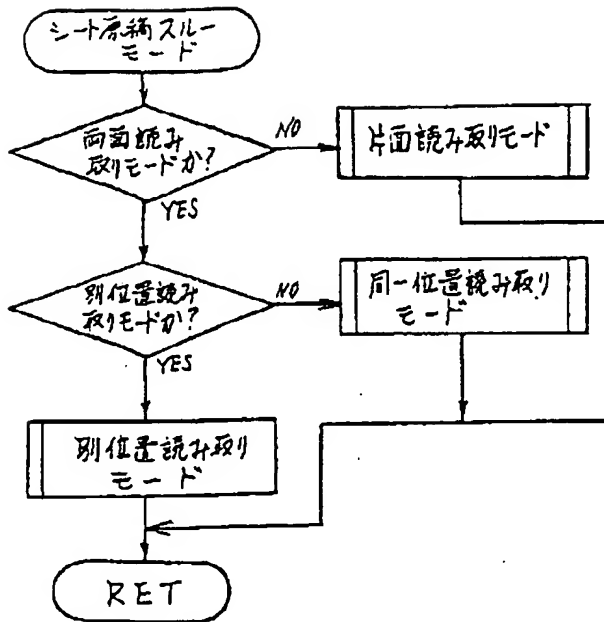 シート原稿スルー
モード
両面読み
取りモードか?
NO
片面読み取りモード
YES
別位置読み
取りモードか?
NO
同一位置読み取り
モード
YES
別位置読み取り
モード
RET